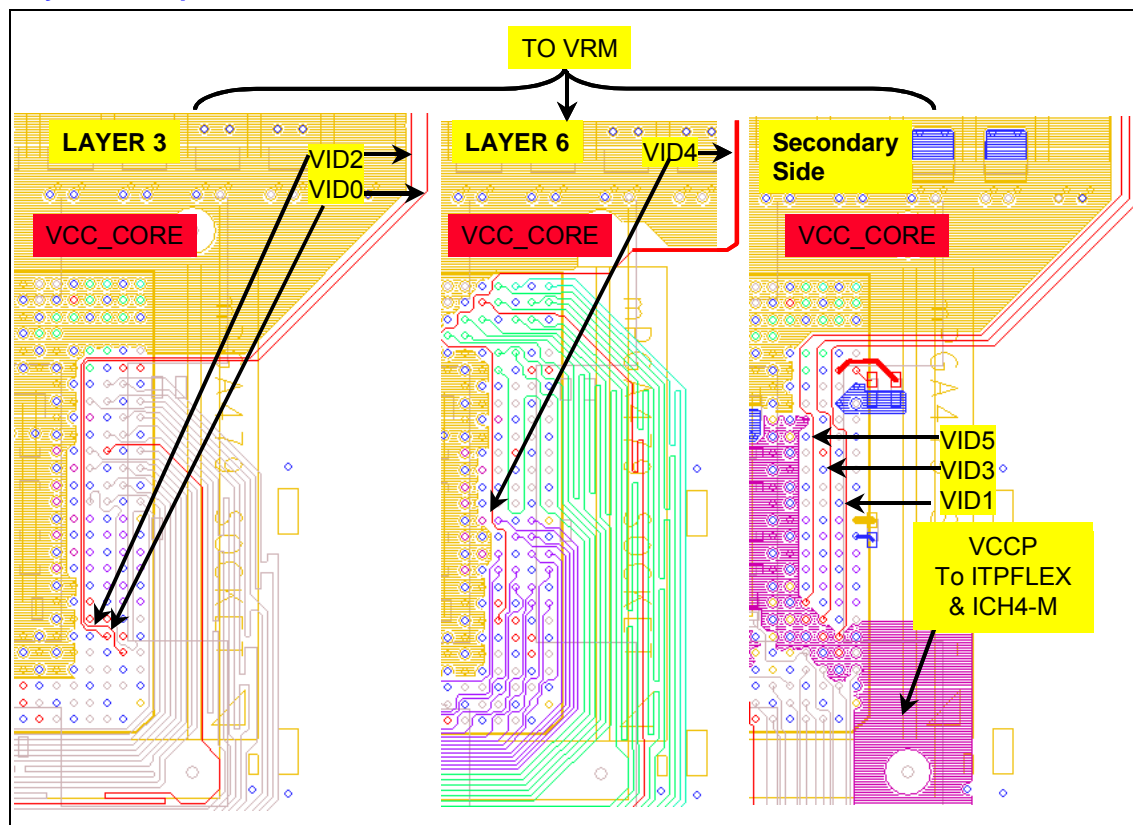 TO VRM
LAYER 3
LAYER 6
Secondary
Side
VID2
VID0
VID4
VCC_CORE
VCC_CORE
VCC_CORE
VID5
VID3
VID1
VCCP
To ITPFLEX
& ICH4-M